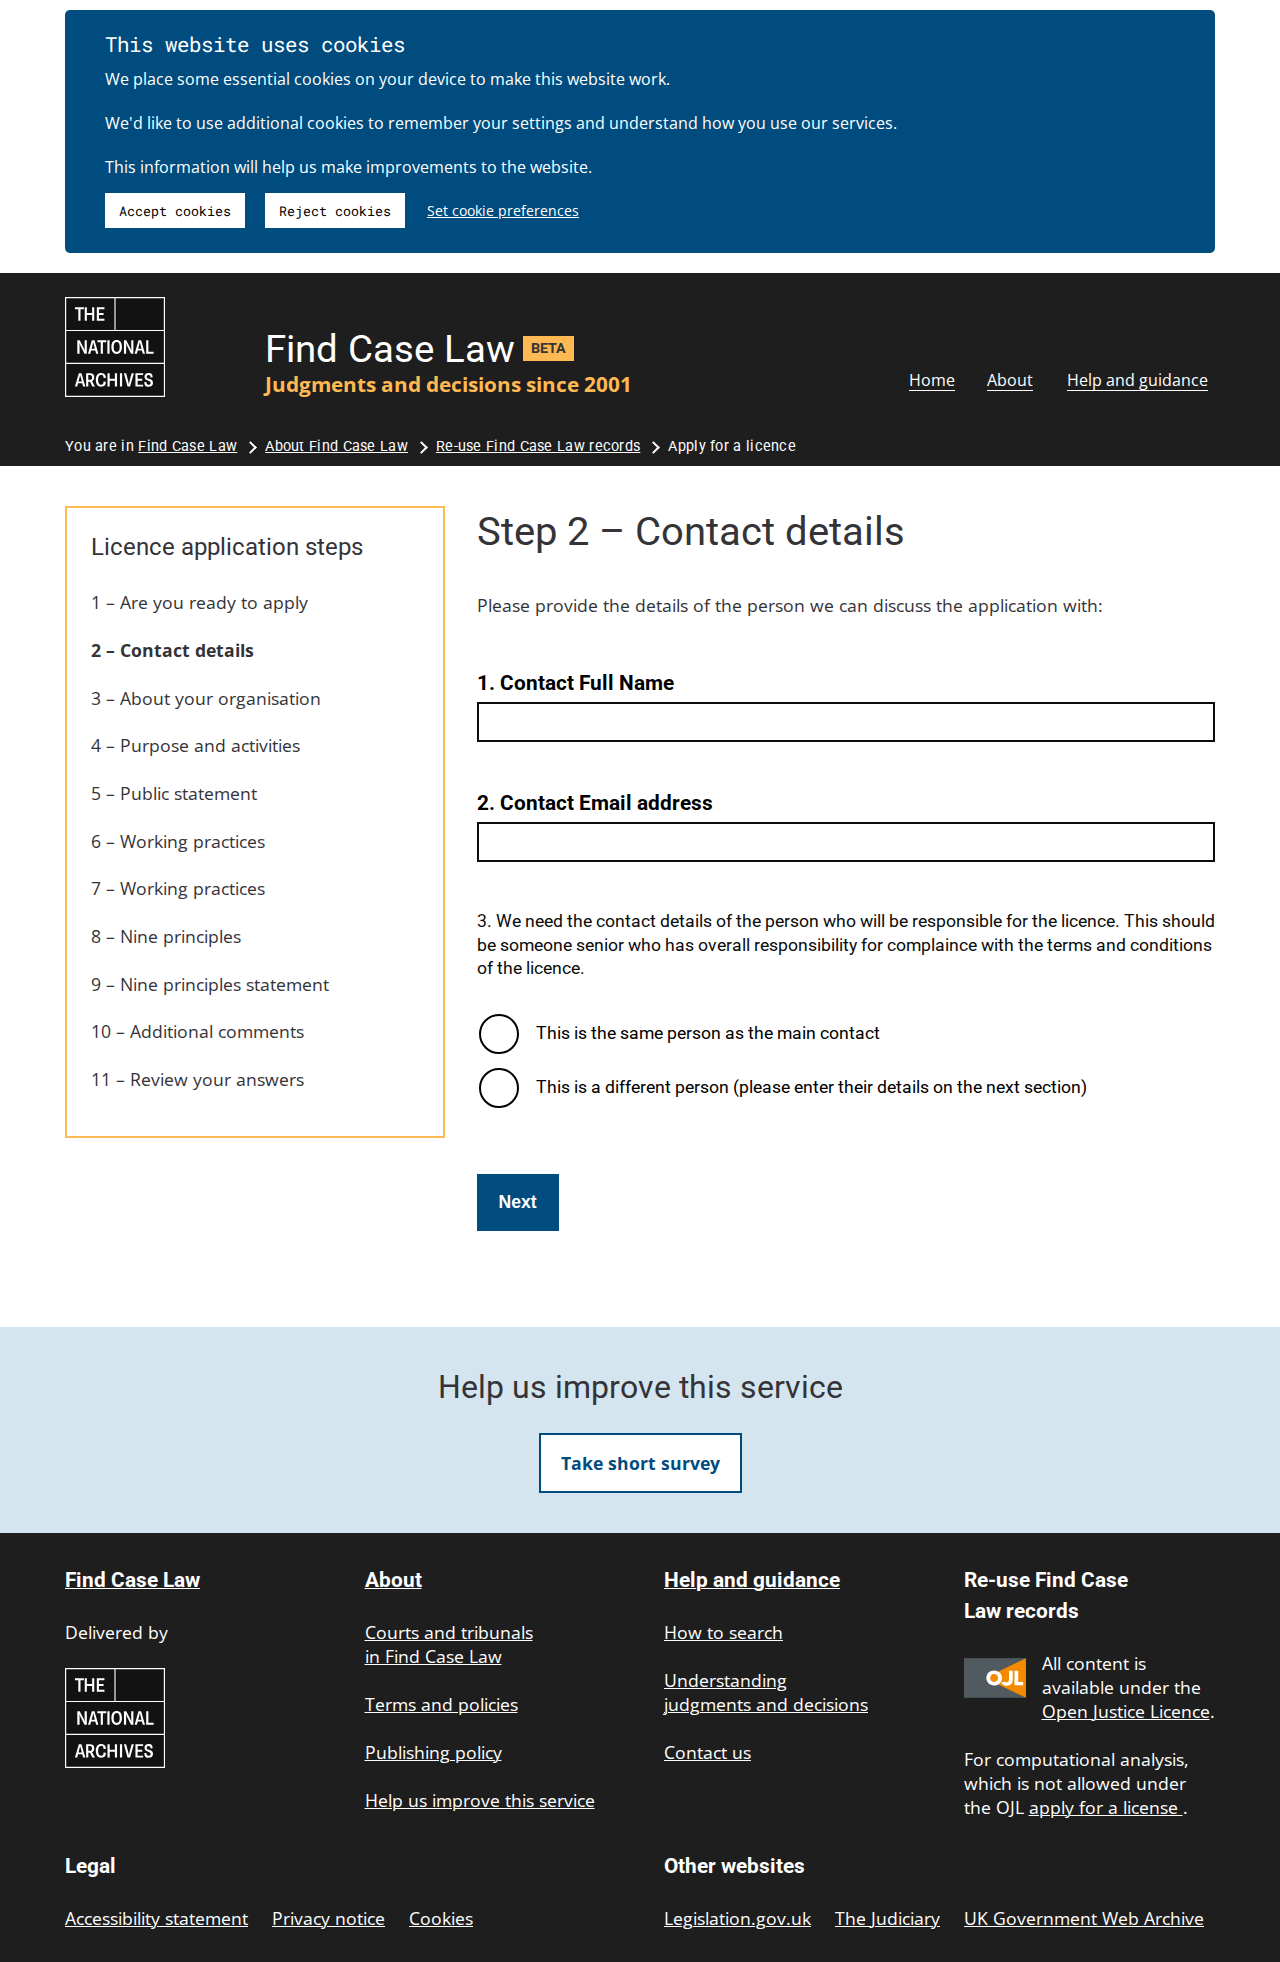 This website uses cookies
We place some essential cookies on your device to make this website work.
We'd like to use additional cookies to remember your settings and understand how you use our services.
This information will help us make improvements to the website.
Accept cookies Reject cookies Set cookie preferences
THE
NATIONAL
ARCHIVES
Find Case Law BETA
Judgments and decisions since 2001
Home About Help and guidance
You are in Find Case Law > About Find Case Law > Re-use Find Case Law records > Apply for a licence
Licence application steps
1 – Are you ready to apply
2 – Contact details
3 – About your organisation
4 – Purpose and activities
5 – Public statement
6 – Working practices
7 – Working practices
8 – Nine principles
9 – Nine principles statement
10 – Additional comments
11 – Review your answers
Step 2 – Contact details
Please provide the details of the person we can discuss the application with:
1. Contact Full Name
2. Contact Email address
3. We need the contact details of the person who will be responsible for the licence. This should
be someone senior who has overall responsibility for complaince with the terms and conditions
of the licence.
This is the same person as the main contact
This is a different person (please enter their details on the next section)
Next
Help us improve this service
Take short survey
Find Case Law
Delivered by
THE
NATIONAL
ARCHIVES
About
Courts and tribunals
in Find Case Law
Terms and policies
Publishing policy
Help us improve this service
Help and guidance
How to search
Understanding
judgments and decisions
Contact us
Re-use Find Case
Law records
OJL
All content is
available under the
Open Justice Licence.
For computational analysis,
which is not allowed under
the OJL apply for a license .
Legal
Accessibility statement Privacy notice Cookies
Other websites
Legislation.gov.uk The Judiciary UK Government Web Archive